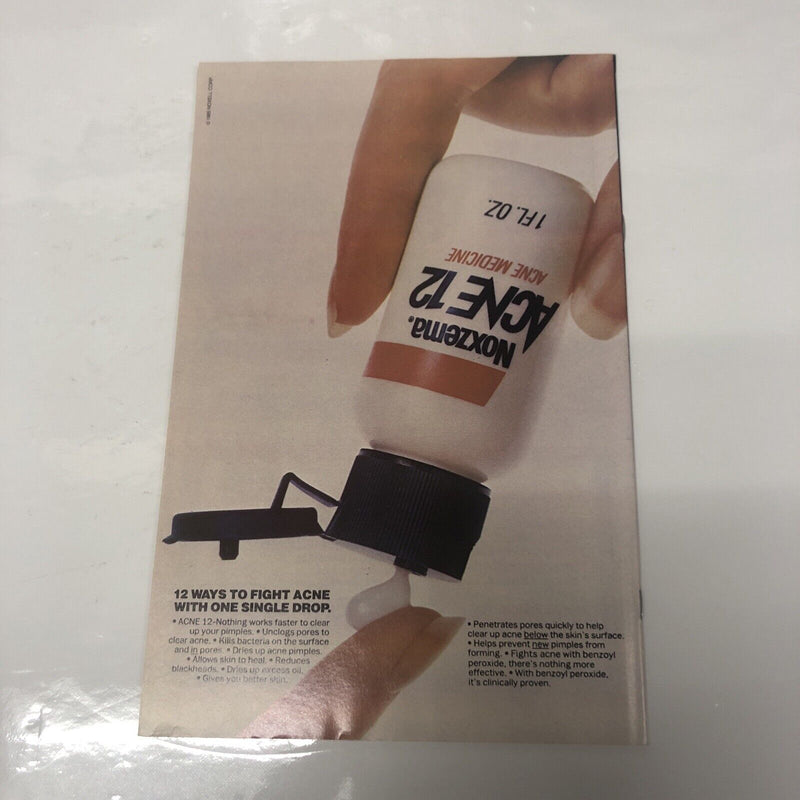 © 1985 NOXELL CORP.
1 FL. OZ.
ACNE MEDICINE
ACNE 12
Noxzema.
12 WAYS TO FIGHT ACNE
WITH ONE SINGLE DROP.
• ACNE 12-Nothing works faster to clear
up your pimples. • Unclogs pores to
clear acne. • Kills bacteria on the surface
and in pores. • Dries up acne pimples.
• Allows skin to heal. • Reduces
blackheads. • Dries up excess oil.
• Gives you better skin.
• Penetrates pores quickly to help
clear up acne below the skin's surface.
• Helps prevent new pimples from
forming. • Fights acne with benzoyl
peroxide, there's nothing more
effective. • With benzoyl peroxide,
it's clinically proven.